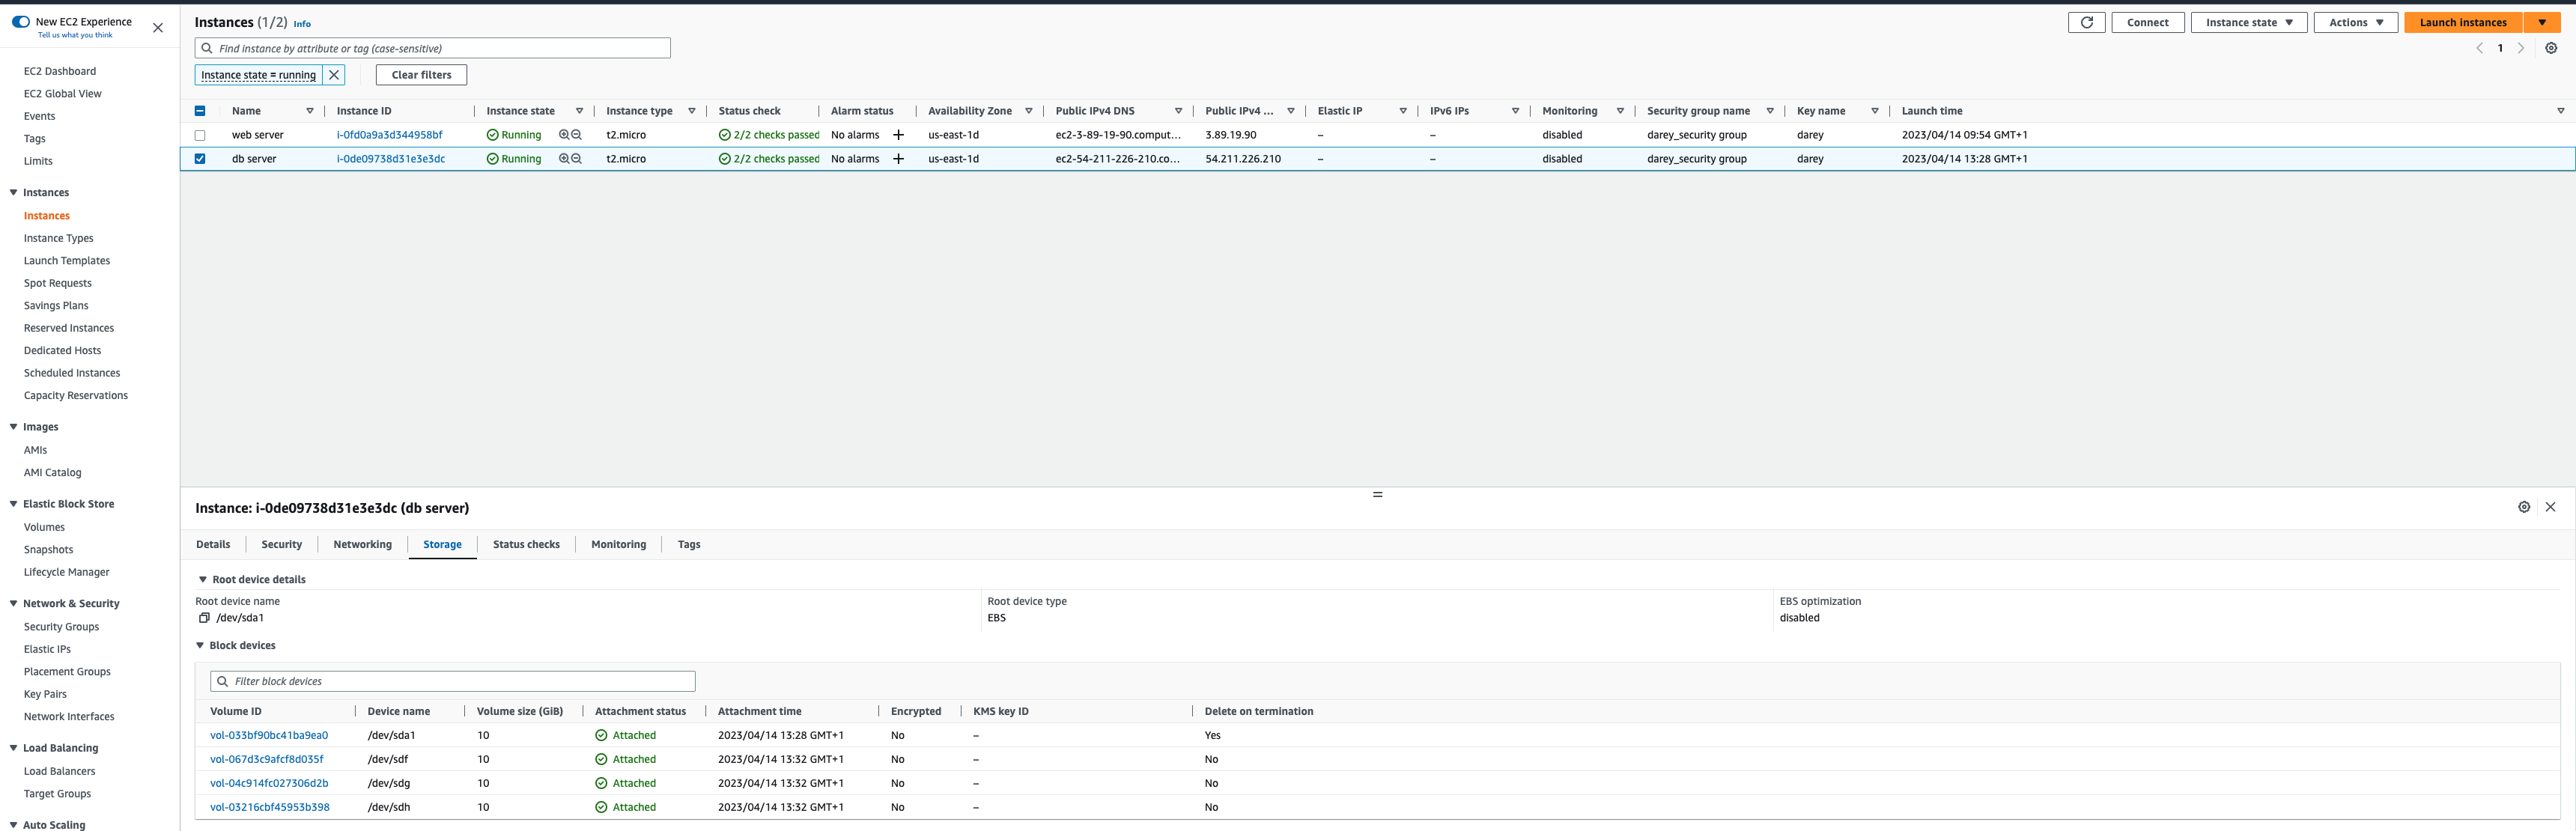 New EC2 Experience
Tell us what you think
EC2 Dashboard
EC2 Global View
Events
Tags
Limits
Instances
Instances
Instance Types
Launch Templates
Spot Requests
Savings Plans
Reserved Instances
Dedicated Hosts
Scheduled Instances
Capacity Reservations
Images
AMIs
AMI Catalog
Elastic Block Store
Volumes
Snapshots
Lifecycle Manager
Network & Security
Security Groups
Elastic IPs
Placement Groups
Key Pairs
Network Interfaces
Load Balancing
Load Balancers
Target Groups
Auto Scaling
Instances (1/2) Info
Connect Instance state Actions Launch instances
Find instance by attribute or tag (case-sensitive)
1
Instance state = running Clear filters
Name Instance ID Instance state Instance type Status check Alarm status Availability Zone Public IPv4 DNS Public IPv4 ... Elastic IP IPv6 IPs Monitoring Security group name Key name Launch time
web server i-0fd0a9a3d344958bf Running t2.micro 2/2 checks passed No alarms us-east-1d ec2-3-89-19-90.comput... 3.89.19.90 – – disabled darey_security group darey 2023/04/14 09:54 GMT+1
db server i-0de09738d31e3e3dc Running t2.micro 2/2 checks passed No alarms us-east-1d ec2-54-211-226-210.co... 54.211.226.210 – – disabled darey_security group darey 2023/04/14 13:28 GMT+1
Instance: i-0de09738d31e3e3dc (db server)
Details Security Networking Storage Status checks Monitoring Tags
Root device details
Root device name Root device type EBS optimization
/dev/sda1 EBS disabled
Block devices
Filter block devices
Volume ID Device name Volume size (GiB) Attachment status Attachment time Encrypted KMS key ID Delete on termination
vol-033bf90bc41ba9ea0 /dev/sda1 10 Attached 2023/04/14 13:28 GMT+1 No – Yes
vol-067d3c9afcf8d035f /dev/sdf 10 Attached 2023/04/14 13:32 GMT+1 No – No
vol-04c914fc027306d2b /dev/sdg 10 Attached 2023/04/14 13:32 GMT+1 No – No
vol-03216cbf45953b398 /dev/sdh 10 Attached 2023/04/14 13:32 GMT+1 No – No